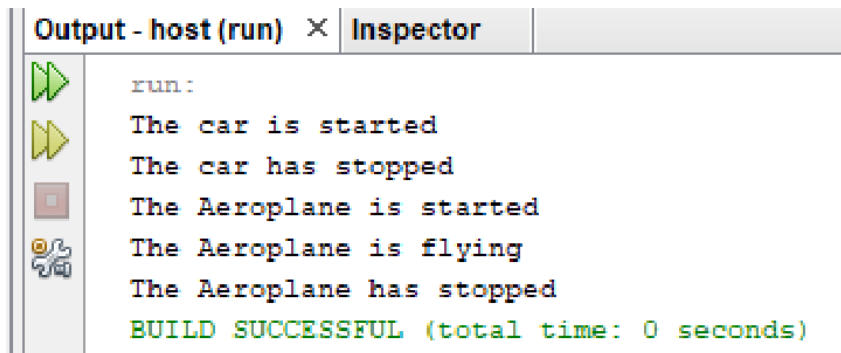 Output - host (run) × Inspector
run:
The car is started
The car has stopped
The Aeroplane is started
The Aeroplane is flying
The Aeroplane has stopped
BUILD SUCCESSFUL (total time: 0 seconds)